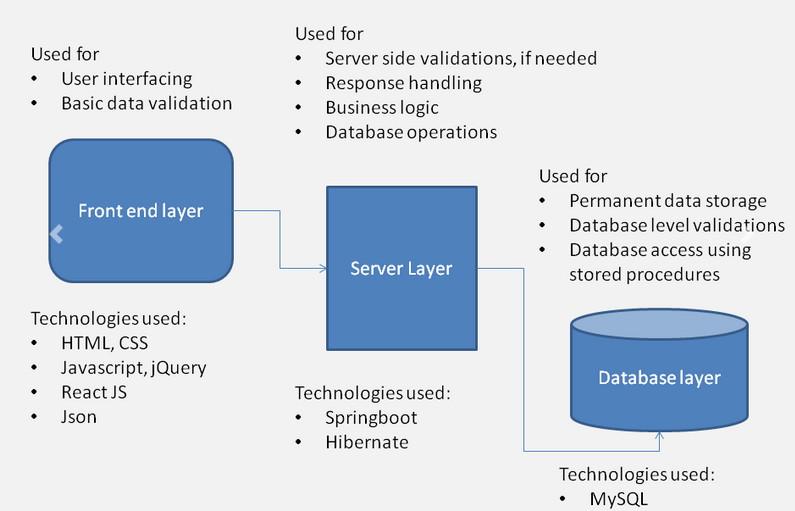 Used for
• User interfacing
• Basic data validation
Front end layer
Technologies used:
• HTML, CSS
• Javascript, jQuery
• React JS
• Json
Used for
• Server side validations, if needed
• Response handling
• Business logic
• Database operations
Server Layer
Technologies used:
• Springboot
• Hibernate
Used for
• Permanent data storage
• Database level validations
• Database access using
stored procedures
Database layer
Technologies used:
• MySQL